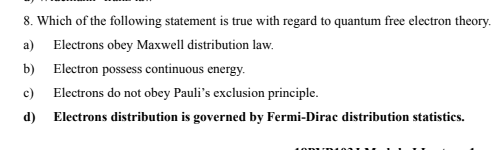 8. Which of the following statement is true with regard to quantum free electron theory.
a) Electrons obey Maxwell distribution law.
b) Electron possess continuous energy.
c) Electrons do not obey Pauli's exclusion principle.
d) Electrons distribution is governed by Fermi-Dirac distribution statistics.